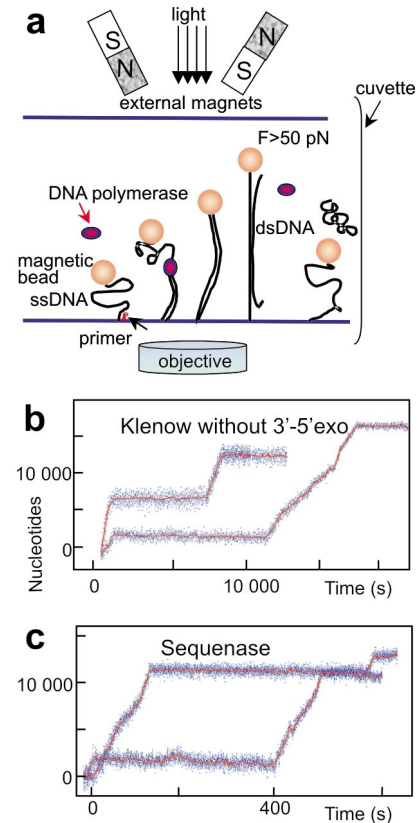 a
S
N
light
N
S
external magnets
cuvette
F>50 pN
DNA polymerase
dsDNA
magnetic
bead
ssDNA
primer
objective
b
Klenow without 3'-5'exo
10 000
0
Nucleotides
0
10 000
Time (s)
c
Sequenase
10 000
0
0
400
Time (s)